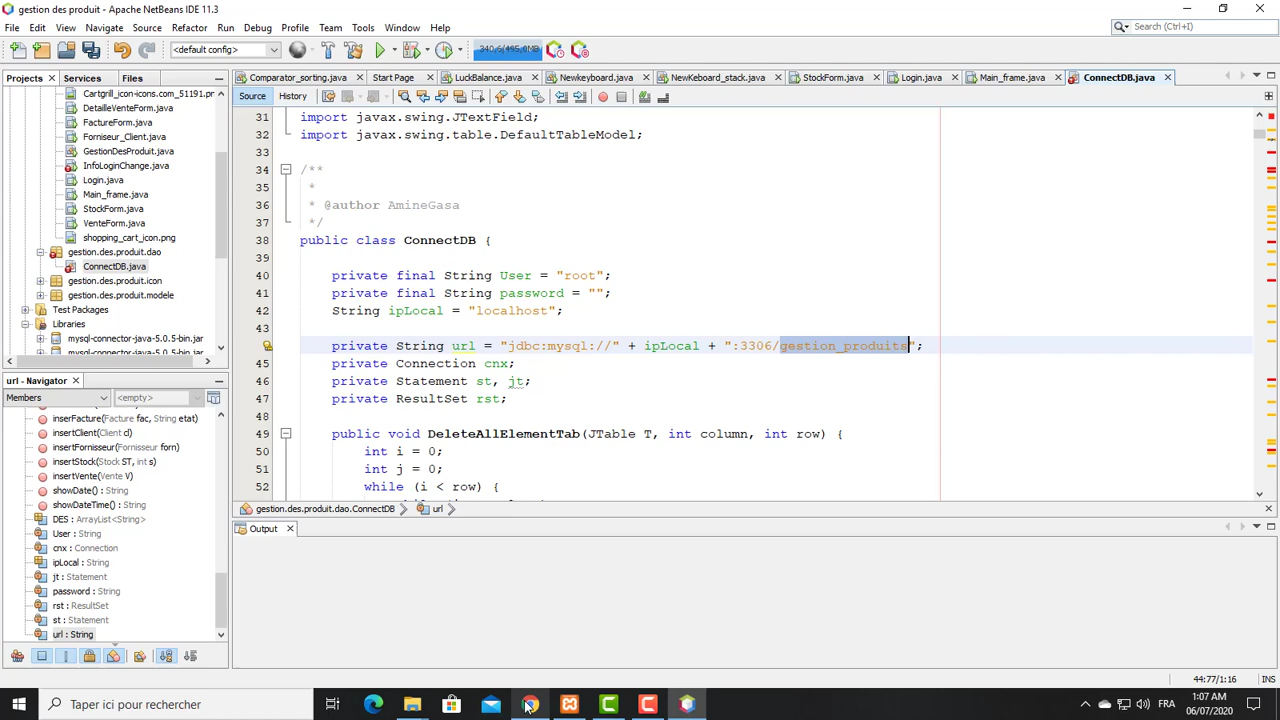 gestion des produit - Apache NetBeans IDE 11.3
File Edit View Navigate Source Refactor Run Debug Profile Team Tools Window Help
Search (Ctrl+I)
<default config>
340,6/(495,0MB
Projects Services Files
Comparator_sorting.java Start Page LuckBalance.java Newkeyboard.java NewKeboard_stack.java StockForm.java Login.java Main_frame.java ConnectDB.java
Source History
Cartgrill_icon-icons.com_51191.pn
DetailleVenteForm.java
FactureForm.java
Forniseur_Client.java
GestionDesProduit.java
InfoLoginChange.java
Login.java
Main_frame.java
StockForm.java
VenteForm.java
shopping_cart_icon.png
gestion.des.produit.dao
ConnectDB.java
gestion.des.produit.icon
gestion.des.produit.modele
Test Packages
Libraries
mysql-connector-java-5.0.5-bin.jar
31 import javax.swing.JTextField;
32 import javax.swing.table.DefaultTableModel;
33
34 /**
35 *
36 * @author AmineGasa
37 */
38 public class ConnectDB {
39
40 private final String User = "root";
41 private final String password = "";
42 String ipLocal = "localhost";
43
private String url = "jdbc:mysql://" + ipLocal + ":3306/gestion_produits";
45 private Connection cnx;
46 private Statement st, jt;
47 private ResultSet rst;
48
49 public void DeleteAllElementTab(JTable T, int column, int row) {
50 int i = 0;
51 int j = 0;
52 while (i < row) {
gestion.des.produit.dao.ConnectDB url
url - Navigator
Members <empty>
inserFacture(Facture fac, String etat)
insertClient(Client cl)
insertFornisseur(Fornisseur forn)
insertStock(Stock ST, int s)
insertVente(Vente V)
showDate() : String
showDateTime() : String
DES : ArrayList<String>
User : String
cnx : Connection
ipLocal : String
jt : Statement
password : String
rst : ResultSet
st : Statement
url : String
Output
44:77/1:16 INS
Taper ici pour rechercher
FRA
1:07 AM
06/07/2020